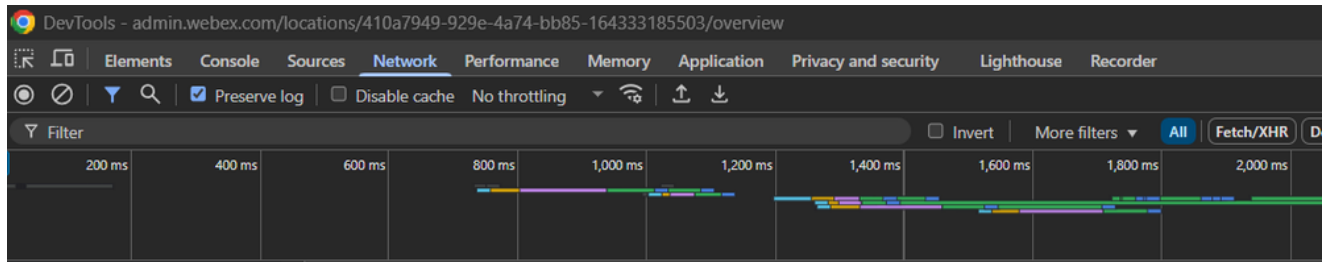 DevTools - admin.webex.com/locations/410a7949-929e-4a74-bb85-164333185503/overview
Elements Console Sources Network Performance Memory Application Privacy and security Lighthouse Recorder
Preserve log Disable cache No throttling
Filter Invert More filters All Fetch/XHR
200 ms 400 ms 600 ms 800 ms 1,000 ms 1,200 ms 1,400 ms 1,600 ms 1,800 ms 2,000 ms